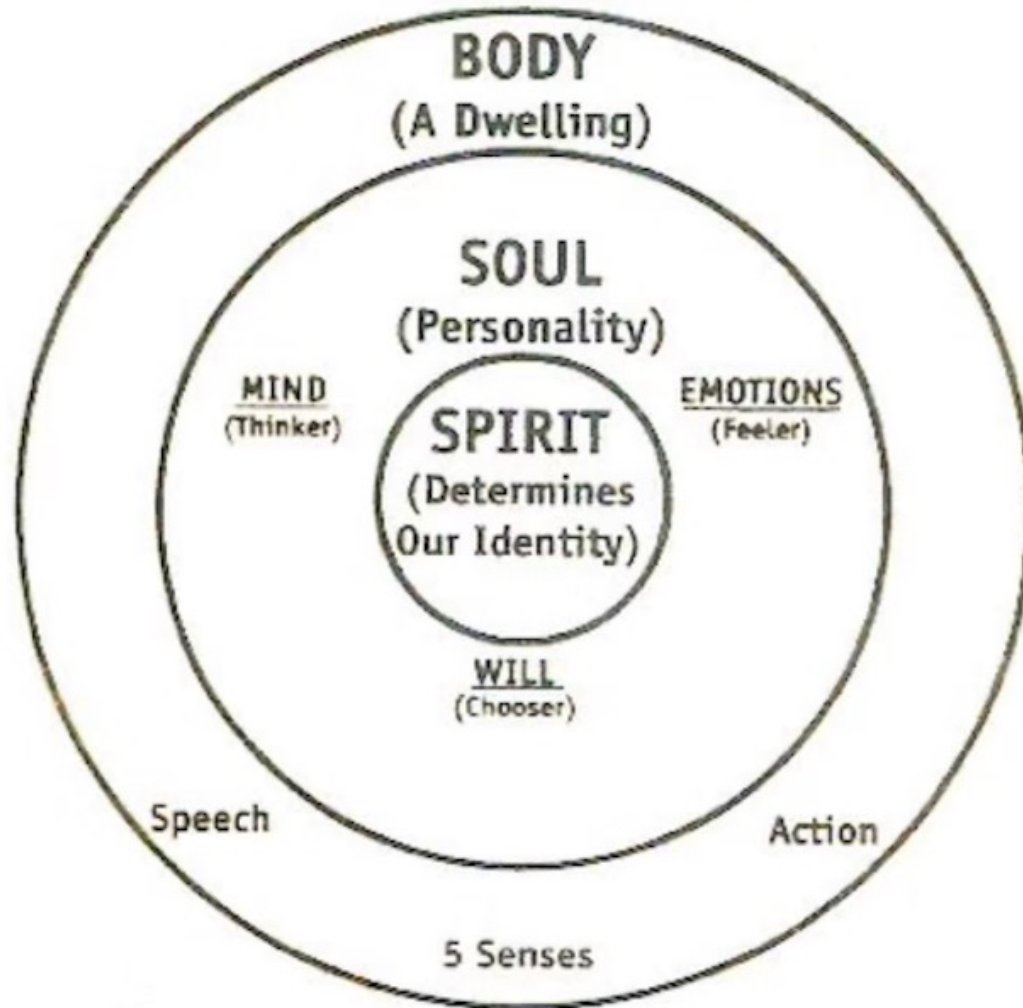 BODY
(A Dwelling)
SOUL
(Personality)
MIND
(Thinker)
EMOTIONS
(Feeler)
SPIRIT
(Determines
Our Identity)
WILL
(Chooser)
Speech
Action
5 Senses